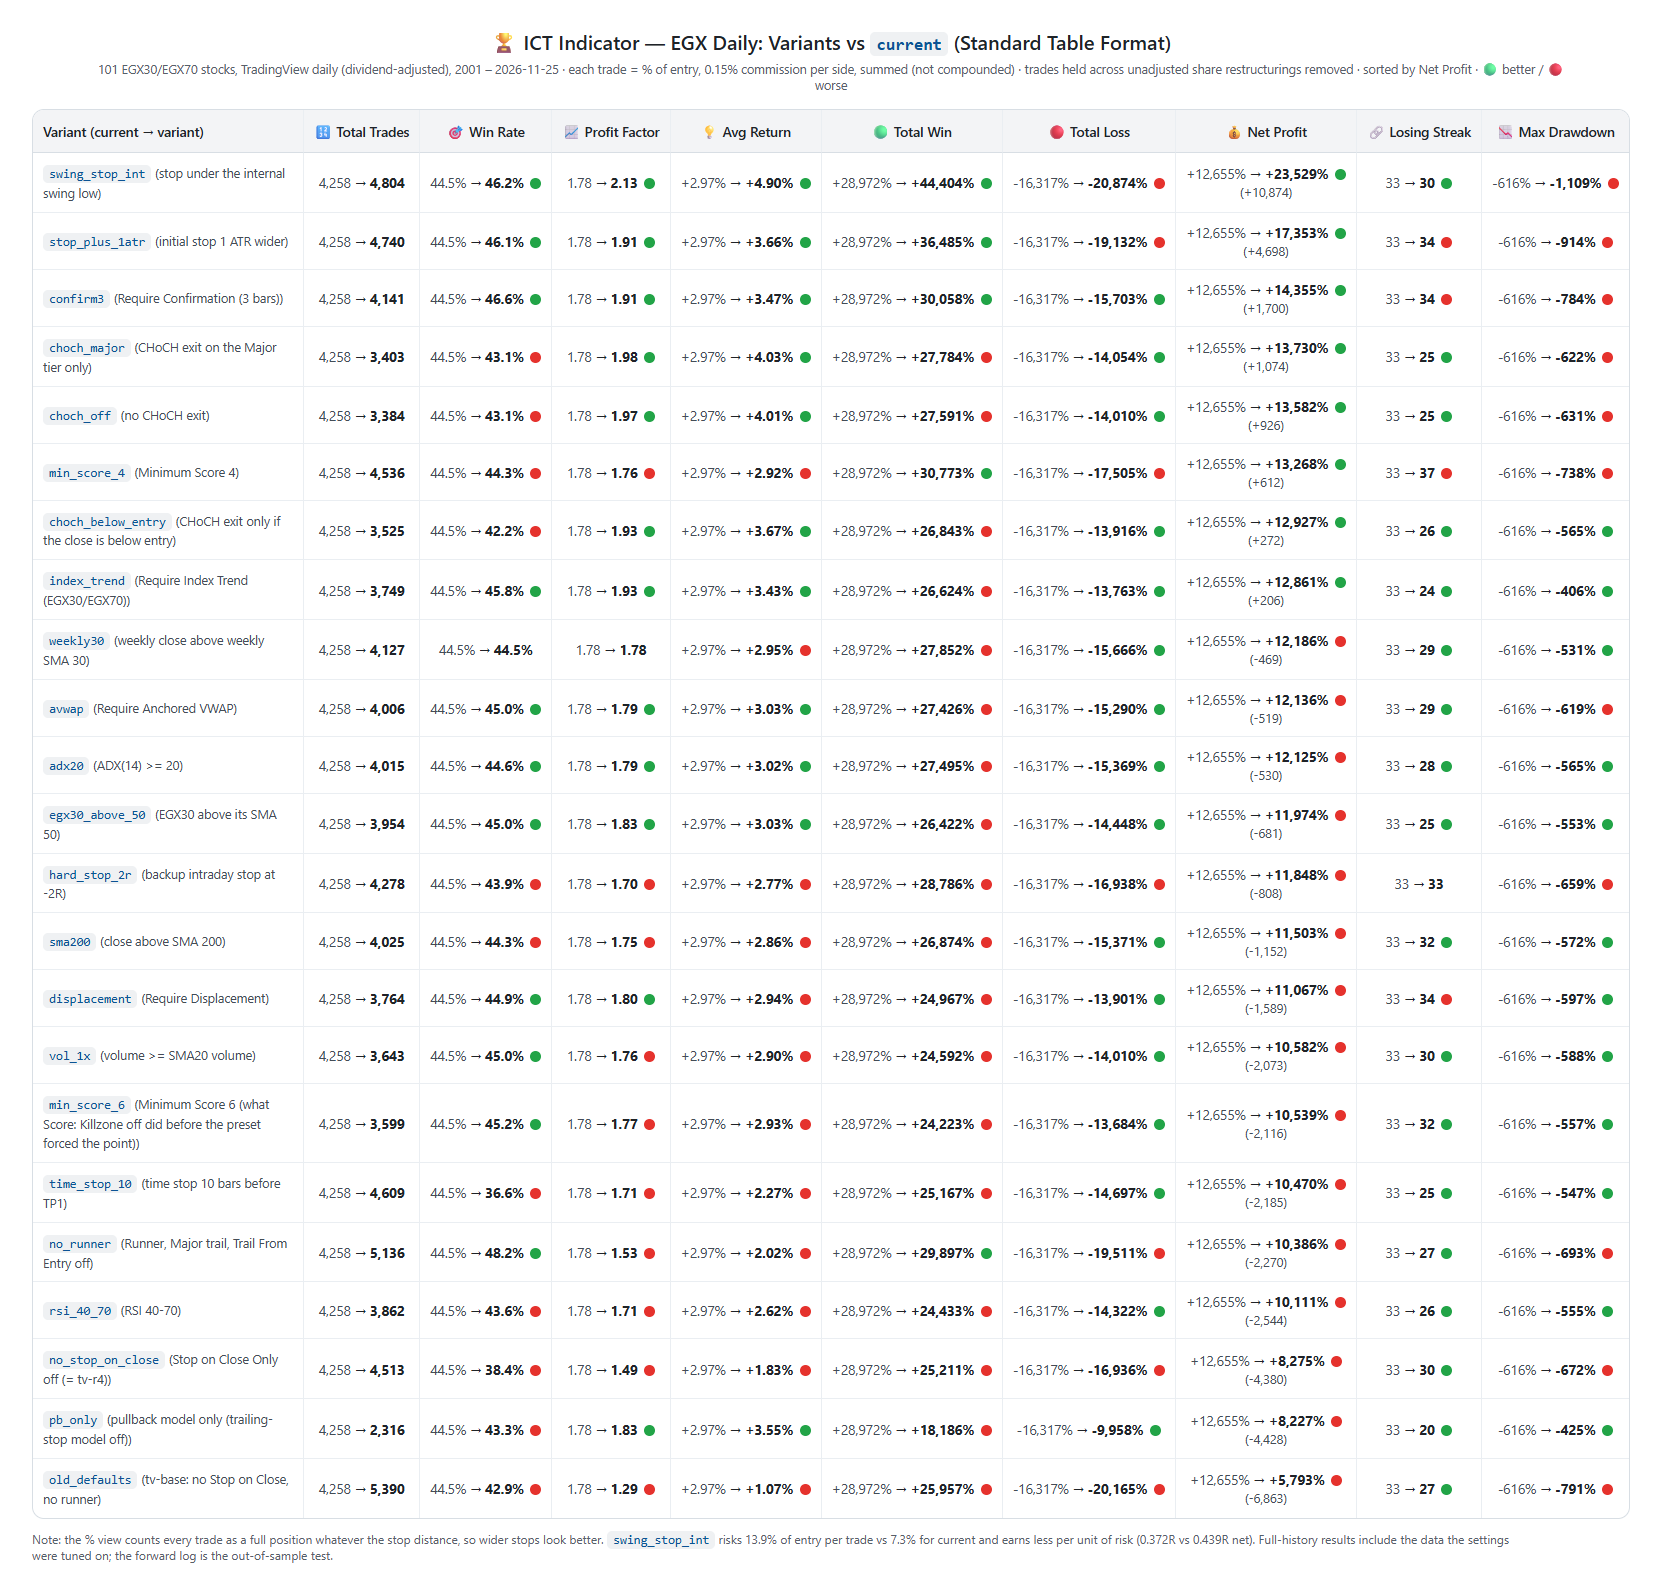 🏆 ICT Indicator — EGX Daily: Variants vs current (Standard Table Format)
101 EGX30/EGX70 stocks, TradingView daily (dividend-adjusted), 2001 – 2026-11-25 · each trade = % of entry, 0.15% commission per side, summed (not compounded) · trades held across unadjusted share restructurings removed · sorted by Net Profit · 🟢 better / 🔴
worse
Variant (current → variant) 🔢 Total Trades 🎯 Win Rate 📈 Profit Factor 💡 Avg Return 🟢 Total Win 🔴 Total Loss 💰 Net Profit 🔗 Losing Streak 📉 Max Drawdown
swing_stop_int (stop under the internal
swing low) 4,258 → 4,804 44.5% → 46.2% 🟢 1.78 → 2.13 🟢 +2.97% → +4.90% 🟢 +28,972% → +44,404% 🟢 -16,317% → -20,874% 🔴 +12,655% → +23,529% 🟢 33 → 30 🟢 -616% → -1,109% 🔴
(+10,874)
stop_plus_1atr (initial stop 1 ATR wider) 4,258 → 4,740 44.5% → 46.1% 🟢 1.78 → 1.91 🟢 +2.97% → +3.66% 🟢 +28,972% → +36,485% 🟢 -16,317% → -19,132% 🔴 +12,655% → +17,353% 🟢 33 → 34 🔴 -616% → -914% 🔴
(+4,698)
confirm3 (Require Confirmation (3 bars)) 4,258 → 4,141 44.5% → 46.6% 🟢 1.78 → 1.91 🟢 +2.97% → +3.47% 🟢 +28,972% → +30,058% 🟢 -16,317% → -15,703% 🟢 +12,655% → +14,355% 🟢 33 → 34 🔴 -616% → -784% 🔴
(+1,700)
choch_major (CHoCH exit on the Major
tier only) 4,258 → 3,403 44.5% → 43.1% 🔴 1.78 → 1.98 🟢 +2.97% → +4.03% 🟢 +28,972% → +27,784% 🔴 -16,317% → -14,054% 🟢 +12,655% → +13,730% 🟢 33 → 25 🟢 -616% → -622% 🔴
(+1,074)
choch_off (no CHoCH exit) 4,258 → 3,384 44.5% → 43.1% 🔴 1.78 → 1.97 🟢 +2.97% → +4.01% 🟢 +28,972% → +27,591% 🔴 -16,317% → -14,010% 🟢 +12,655% → +13,582% 🟢 33 → 25 🟢 -616% → -631% 🔴
(+926)
min_score_4 (Minimum Score 4) 4,258 → 4,536 44.5% → 44.3% 🔴 1.78 → 1.76 🔴 +2.97% → +2.92% 🔴 +28,972% → +30,773% 🟢 -16,317% → -17,505% 🔴 +12,655% → +13,268% 🟢 33 → 37 🔴 -616% → -738% 🔴
(+612)
choch_below_entry (CHoCH exit only if
the close is below entry) 4,258 → 3,525 44.5% → 42.2% 🔴 1.78 → 1.93 🟢 +2.97% → +3.67% 🟢 +28,972% → +26,843% 🔴 -16,317% → -13,916% 🟢 +12,655% → +12,927% 🟢 33 → 26 🟢 -616% → -565% 🟢
(+272)
index_trend (Require Index Trend
(EGX30/EGX70)) 4,258 → 3,749 44.5% → 45.8% 🟢 1.78 → 1.93 🟢 +2.97% → +3.43% 🟢 +28,972% → +26,624% 🔴 -16,317% → -13,763% 🟢 +12,655% → +12,861% 🟢 33 → 24 🟢 -616% → -406% 🟢
(+206)
weekly30 (weekly close above weekly
SMA 30) 4,258 → 4,127 44.5% → 44.5% 1.78 → 1.78 +2.97% → +2.95% 🔴 +28,972% → +27,852% 🔴 -16,317% → -15,666% 🟢 +12,655% → +12,186% 🔴 33 → 29 🟢 -616% → -531% 🟢
(-469)
avwap (Require Anchored VWAP) 4,258 → 4,006 44.5% → 45.0% 🟢 1.78 → 1.79 🟢 +2.97% → +3.03% 🟢 +28,972% → +27,426% 🔴 -16,317% → -15,290% 🟢 +12,655% → +12,136% 🔴 33 → 29 🟢 -616% → -619% 🔴
(-519)
adx20 (ADX(14) >= 20) 4,258 → 4,015 44.5% → 44.6% 🟢 1.78 → 1.79 🟢 +2.97% → +3.02% 🟢 +28,972% → +27,495% 🔴 -16,317% → -15,369% 🟢 +12,655% → +12,125% 🔴 33 → 28 🟢 -616% → -565% 🟢
(-530)
egx30_above_50 (EGX30 above its SMA
50) 4,258 → 3,954 44.5% → 45.0% 🟢 1.78 → 1.83 🟢 +2.97% → +3.03% 🟢 +28,972% → +26,422% 🔴 -16,317% → -14,448% 🟢 +12,655% → +11,974% 🔴 33 → 25 🟢 -616% → -553% 🟢
(-681)
hard_stop_2r (backup intraday stop at
-2R) 4,258 → 4,278 44.5% → 43.9% 🔴 1.78 → 1.70 🔴 +2.97% → +2.77% 🔴 +28,972% → +28,786% 🔴 -16,317% → -16,938% 🔴 +12,655% → +11,848% 🔴 33 → 33 -616% → -659% 🔴
(-808)
sma200 (close above SMA 200) 4,258 → 4,025 44.5% → 44.3% 🔴 1.78 → 1.75 🔴 +2.97% → +2.86% 🔴 +28,972% → +26,874% 🔴 -16,317% → -15,371% 🟢 +12,655% → +11,503% 🔴 33 → 32 🟢 -616% → -572% 🟢
(-1,152)
displacement (Require Displacement) 4,258 → 3,764 44.5% → 44.9% 🟢 1.78 → 1.80 🟢 +2.97% → +2.94% 🔴 +28,972% → +24,967% 🔴 -16,317% → -13,901% 🟢 +12,655% → +11,067% 🔴 33 → 34 🔴 -616% → -597% 🟢
(-1,589)
vol_1x (volume >= SMA20 volume) 4,258 → 3,643 44.5% → 45.0% 🟢 1.78 → 1.76 🔴 +2.97% → +2.90% 🔴 +28,972% → +24,592% 🔴 -16,317% → -14,010% 🟢 +12,655% → +10,582% 🔴 33 → 30 🟢 -616% → -588% 🟢
(-2,073)
min_score_6 (Minimum Score 6 (what
Score: Killzone off did before the preset
forced the point)) 4,258 → 3,599 44.5% → 45.2% 🟢 1.78 → 1.77 🔴 +2.97% → +2.93% 🔴 +28,972% → +24,223% 🔴 -16,317% → -13,684% 🟢 +12,655% → +10,539% 🔴 33 → 32 🟢 -616% → -557% 🟢
(-2,116)
time_stop_10 (time stop 10 bars before
TP1) 4,258 → 4,609 44.5% → 36.6% 🔴 1.78 → 1.71 🔴 +2.97% → +2.27% 🔴 +28,972% → +25,167% 🔴 -16,317% → -14,697% 🟢 +12,655% → +10,470% 🔴 33 → 25 🟢 -616% → -547% 🟢
(-2,185)
no_runner (Runner, Major trail, Trail From
Entry off) 4,258 → 5,136 44.5% → 48.2% 🟢 1.78 → 1.53 🔴 +2.97% → +2.02% 🔴 +28,972% → +29,897% 🟢 -16,317% → -19,511% 🔴 +12,655% → +10,386% 🔴 33 → 27 🟢 -616% → -693% 🔴
(-2,270)
rsi_40_70 (RSI 40-70) 4,258 → 3,862 44.5% → 43.6% 🔴 1.78 → 1.71 🔴 +2.97% → +2.62% 🔴 +28,972% → +24,433% 🔴 -16,317% → -14,322% 🟢 +12,655% → +10,111% 🔴 33 → 26 🟢 -616% → -555% 🟢
(-2,544)
no_stop_on_close (Stop on Close Only
off (= tv-r4)) 4,258 → 4,513 44.5% → 38.4% 🔴 1.78 → 1.49 🔴 +2.97% → +1.83% 🔴 +28,972% → +25,211% 🔴 -16,317% → -16,936% 🔴 +12,655% → +8,275% 🔴 33 → 30 🟢 -616% → -672% 🔴
(-4,380)
pb_only (pullback model only (trailing-
stop model off)) 4,258 → 2,316 44.5% → 43.3% 🔴 1.78 → 1.83 🟢 +2.97% → +3.55% 🟢 +28,972% → +18,186% 🔴 -16,317% → -9,958% 🟢 +12,655% → +8,227% 🔴 33 → 20 🟢 -616% → -425% 🟢
(-4,428)
old_defaults (tv-base: no Stop on Close,
no runner) 4,258 → 5,390 44.5% → 42.9% 🔴 1.78 → 1.29 🔴 +2.97% → +1.07% 🔴 +28,972% → +25,957% 🔴 -16,317% → -20,165% 🔴 +12,655% → +5,793% 🔴 33 → 27 🟢 -616% → -791% 🔴
(-6,863)
Note: the % view counts every trade as a full position whatever the stop distance, so wider stops look better. swing_stop_int risks 13.9% of entry per trade vs 7.3% for current and earns less per unit of risk (0.372R vs 0.439R net). Full-history results include the data the settings
were tuned on; the forward log is the out-of-sample test.